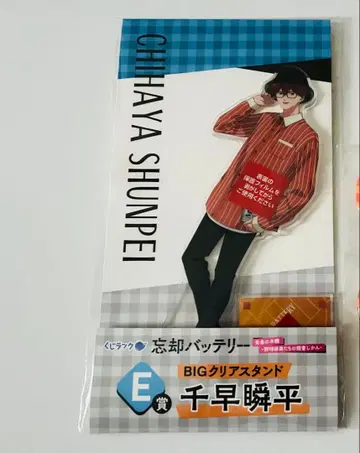 CHIHAYA SHUNPEI
表面の
保護フィルムを
剥がしてから
ご使用ください
くじラック
忘却バッテリー
E賞
BIGクリアスタンド
千早瞬平